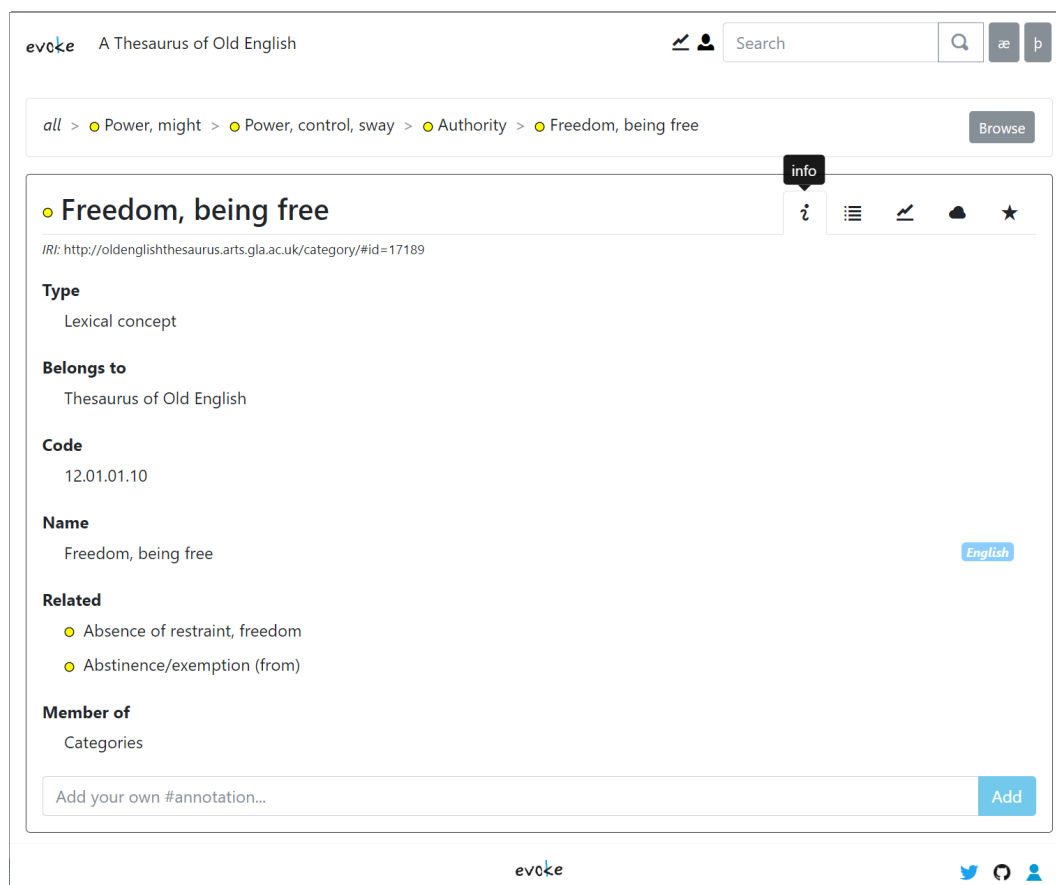 evoke A Thesaurus of Old English Search æ þ
all > Power, might > Power, control, sway > Authority > Freedom, being free Browse
info
Freedom, being free
IRI: http://oldenglishthesaurus.arts.gla.ac.uk/category/#id=17189
Type
Lexical concept
Belongs to
Thesaurus of Old English
Code
12.01.01.10
Name
Freedom, being free English
Related
Absence of restraint, freedom
Abstinence/exemption (from)
Member of
Categories
Add your own #annotation... Add
evoke